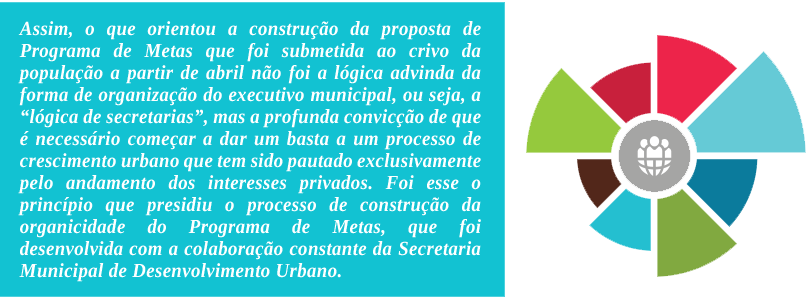 Assim, o que orientou a construção da proposta de
Programa de Metas que foi submetida ao crivo da
população a partir de abril não foi a lógica advinda da
forma de organização do executivo municipal, ou seja, a
“lógica de secretarias”, mas a profunda convicção de que
é necessário começar a dar um basta a um processo de
crescimento urbano que tem sido pautado exclusivamente
pelo andamento dos interesses privados. Foi esse o
princípio que presidiu o processo de construção da
organicidade do Programa de Metas, que foi
desenvolvida com a colaboração constante da Secretaria
Municipal de Desenvolvimento Urbano.